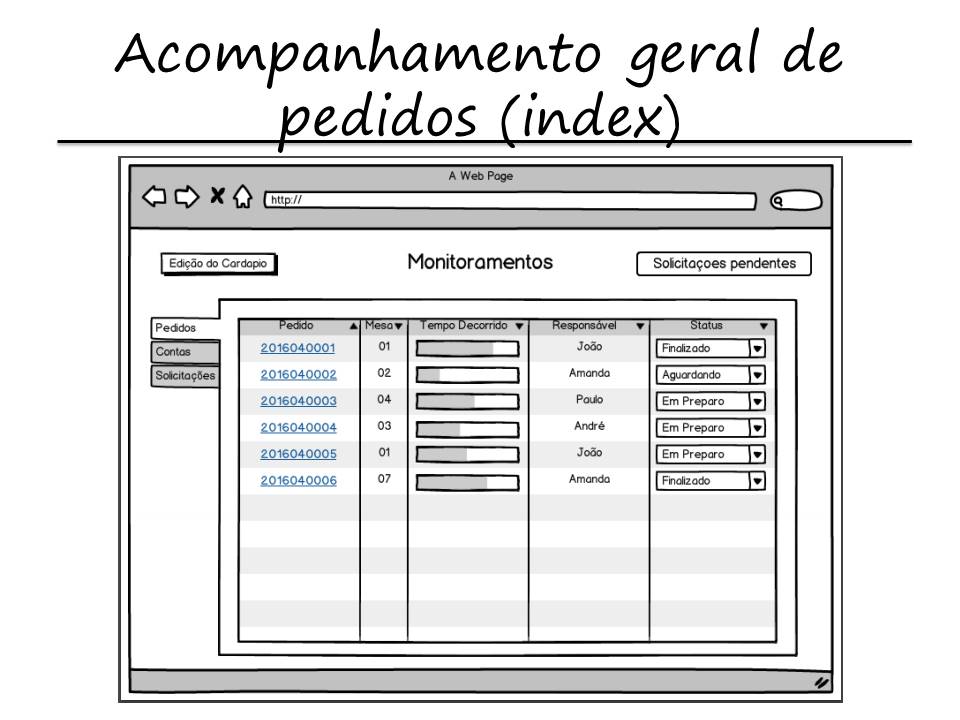 Acompanhamento geral de
pedidos (index)
A Web Page
http://
Edição do Cardapio
Monitoramentos
Solicitaçoes pendentes
Pedidos
Contas
Solicitações
Pedido Mesa Tempo Decorrido Responsável Status
2016040001 01 João Finalizado
2016040002 02 Amanda Aguardando
2016040003 04 Paulo Em Preparo
2016040004 03 André Em Preparo
2016040005 01 João Em Preparo
2016040006 07 Amanda Finalizado